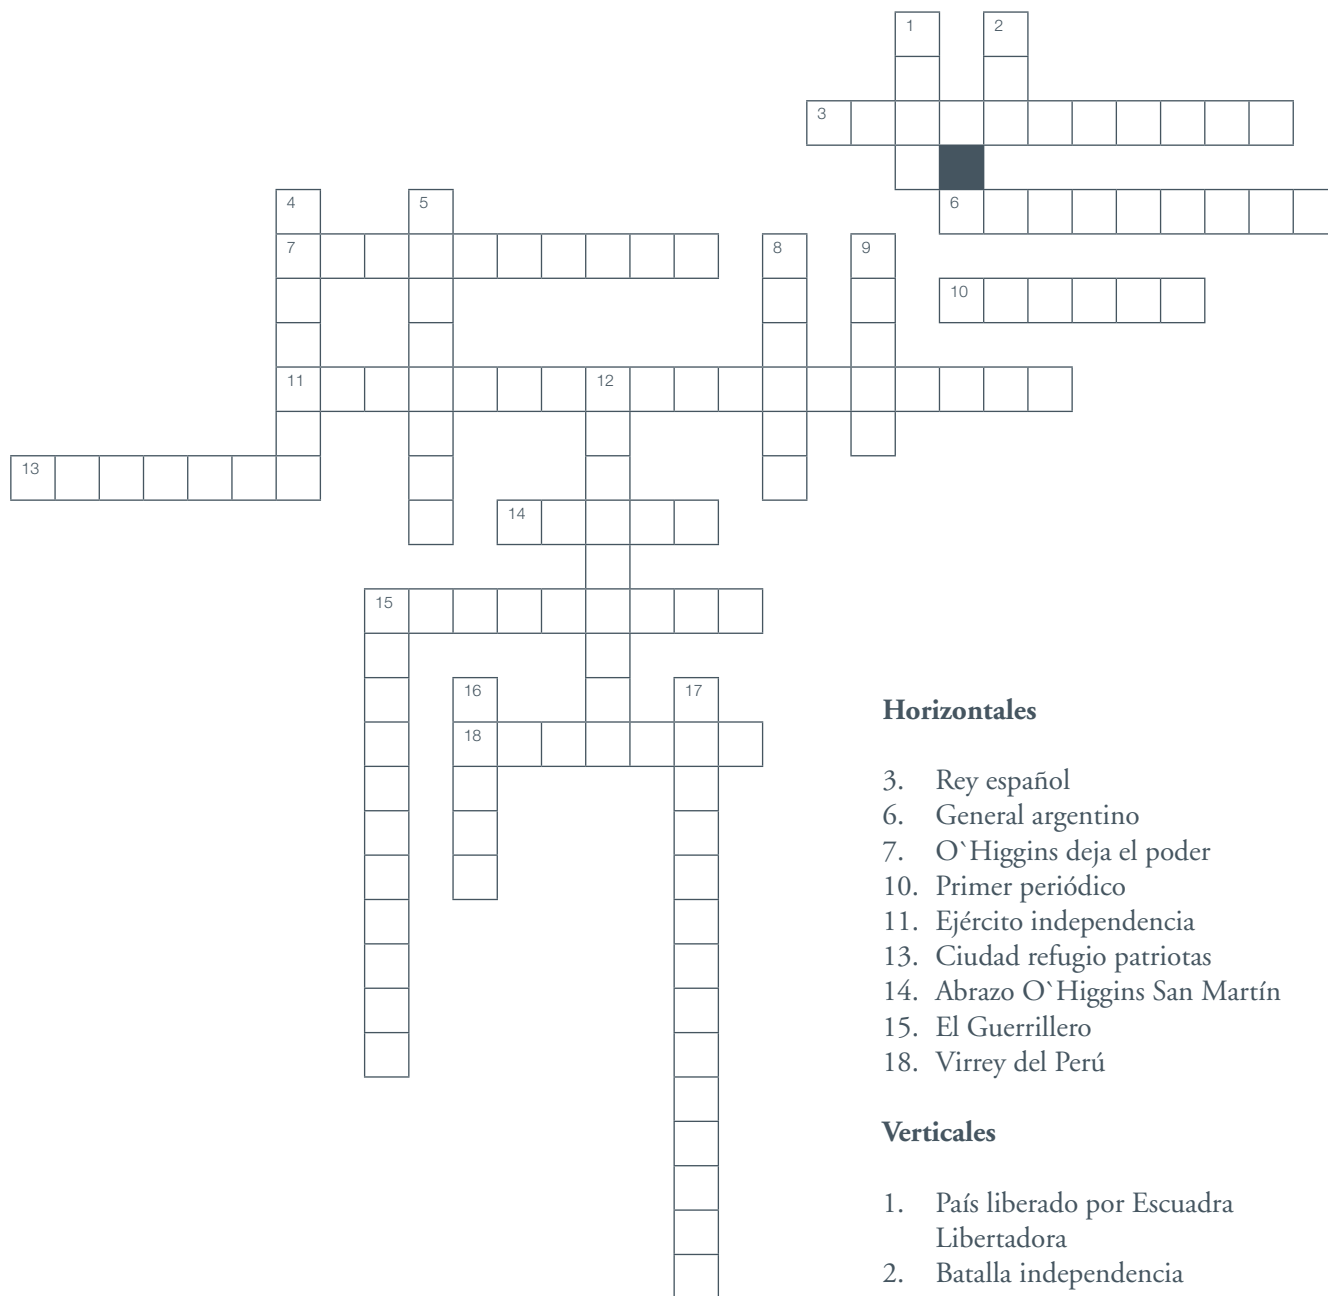 1
2
3
4
5
6
7
8
9
10
11
12
13
14
15
16
17
18
Horizontales
3. Rey español
6. General argentino
7. O`Higgins deja el poder
10. Primer periódico
11. Ejército independencia
13. Ciudad refugio patriotas
14. Abrazo O`Higgins San Martín
15. El Guerrillero
18. Virrey del Perú
Verticales
1. País liberado por Escuadra
Libertadora
2. Batalla independencia